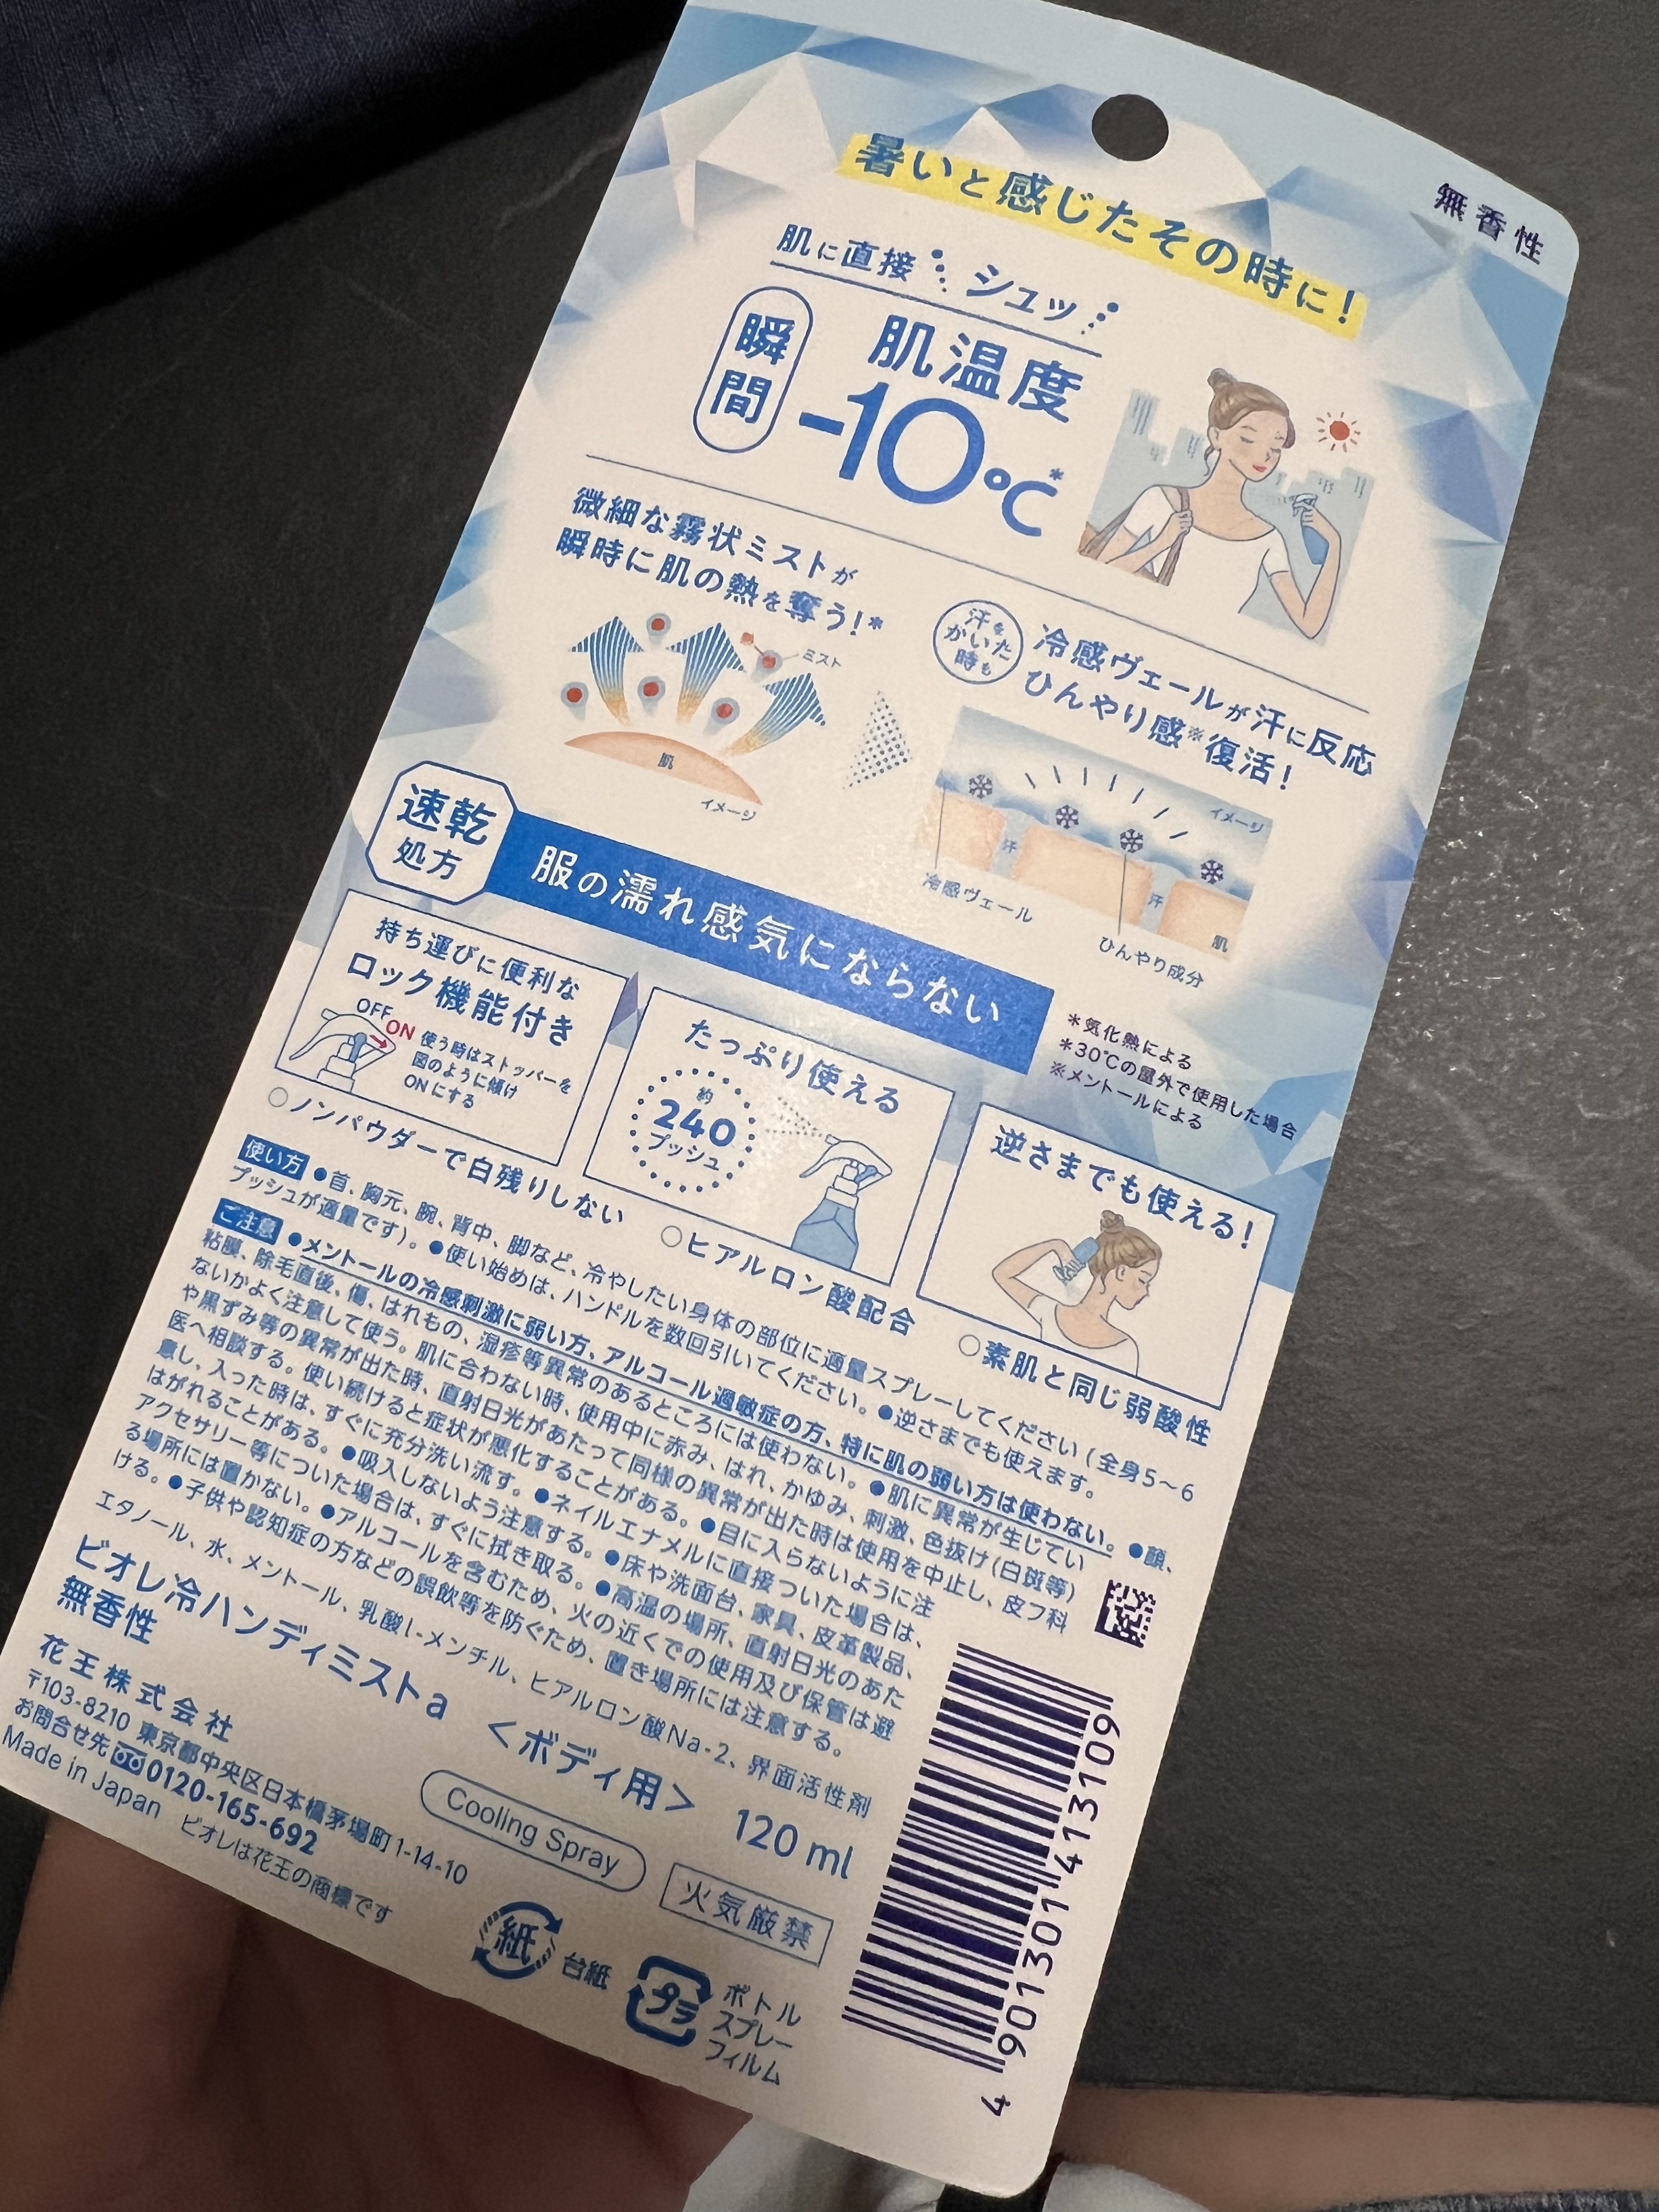 無香性
暑いと感じたその時に!
肌に直接 シュッ
瞬間
肌温度
-10℃*
微細な霧状ミストが
瞬時に肌の熱を奪う!*
ミスト
肌
イメージ
汗を
かいた
時も
冷感ヴェールが汗に反応
ひんやり感※復活!
イメージ
汗
汗
肌
冷感ヴェール
ひんやり成分
速乾
処方
服の濡れ感気にならない
*気化熱による
*30℃の屋外で使用した場合
※メントールによる
持ち運びに便利な
ロック機能付き
OFF
ON
使う時はストッパーを
図のように傾け
ONにする
たっぷり使える
約
240
プッシュ
逆さまでも使える!
○ノンパウダーで白残りしない
○ヒアルロン酸配合
○素肌と同じ弱酸性
使い方 ●首、胸元、腕、背中、脚など、冷やしたい身体の部位に適量スプレーしてください(全身5〜6
プッシュが適量です)。●使い始めは、ハンドルを数回引いてください。●逆さまでも使えます。
ご注意 ●メントールの冷感刺激に弱い方、アルコール過敏症の方、特に肌の弱い方は使わない。●顔、
粘膜、除毛直後、傷、はれもの、湿疹等異常のあるところには使わない。●肌に異常が生じてい
ないかよく注意して使う。肌に合わない時、使用中に赤み、はれ、かゆみ、刺激、色抜け(白斑等)
や黒ずみ等の異常が出た時、直射日光があたって同様の異常が出た時は使用を中止し、皮フ科
医へ相談する。使い続けると症状が悪化することがある。●目に入らないように注
意し、入った時は、すぐに充分洗い流す。●ネイルエナメルに直接ついた場合は、
はがれることがある。●吸入しないよう注意する。●床や洗面台、家具、皮革製品、
アクセサリー等についた場合は、すぐに拭き取る。●高温の場所、直射日光のあた
る場所には置かない。●アルコールを含むため、火の近くでの使用及び保管は避
ける。●子供や認知症の方などの誤飲等を防ぐため、置き場所には注意する。
エタノール、水、メントール、乳酸l-メンチル、ヒアルロン酸Na-2、界面活性剤
ビオレ冷ハンディミストa <ボディ用> 120 ml
無香性
花王株式会社
〒103-8210 東京都中央区日本橋茅場町1-14-10
お問合せ先 0120-165-692
Made in Japan ビオレは花王の商標です
Cooling Spray
火気厳禁
紙
台紙
プラ
ボトル
スプレー
フィルム
4 901301 413109